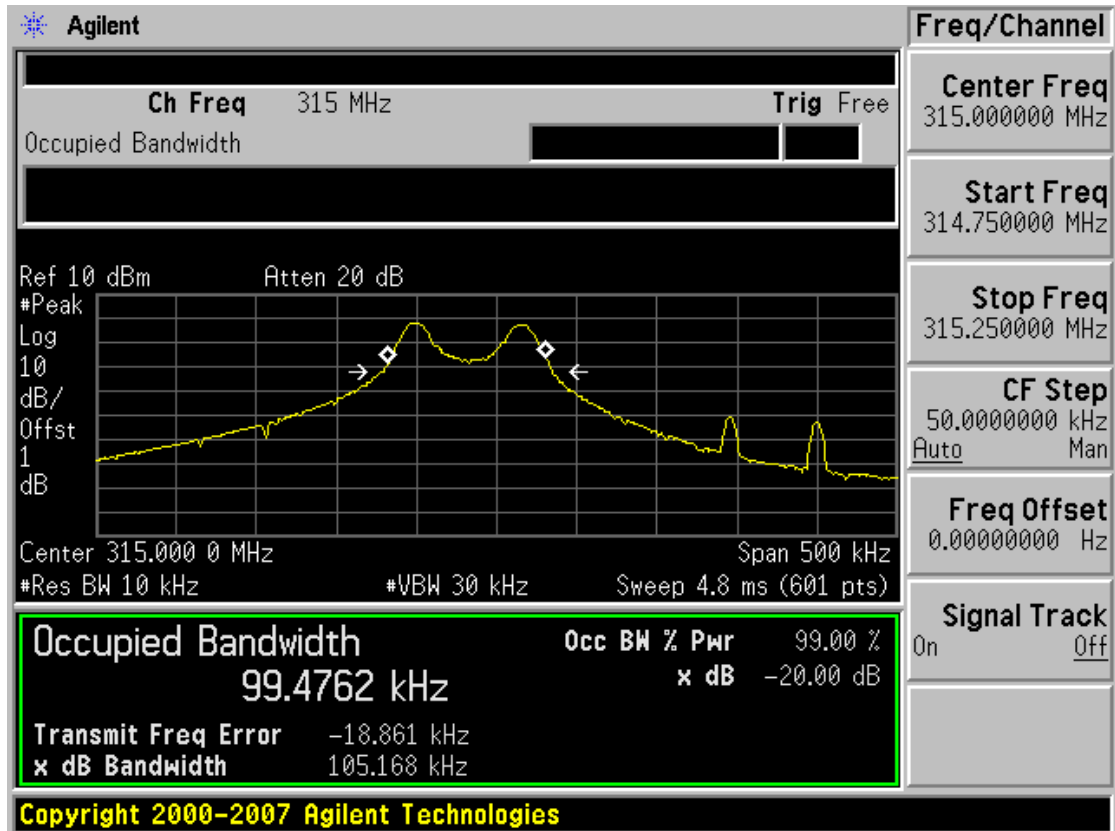 Agilent
Freq/Channel
Ch Freq 315 MHz Trig Free
Occupied Bandwidth
Center Freq
315.000000 MHz
Start Freq
314.750000 MHz
Stop Freq
315.250000 MHz
CF Step
50.0000000 kHz
Auto Man
Freq Offset
0.00000000 Hz
Signal Track
On Off
Ref 10 dBm Atten 20 dB
#Peak
Log
10
dB/
Offst
1
dB
Center 315.000 0 MHz Span 500 kHz
#Res BW 10 kHz #VBW 30 kHz Sweep 4.8 ms (601 pts)
Occupied Bandwidth
99.4762 kHz
Occ BW % Pwr 99.00 %
x dB -20.00 dB
Transmit Freq Error -18.861 kHz
x dB Bandwidth 105.168 kHz
Copyright 2000-2007 Agilent Technologies